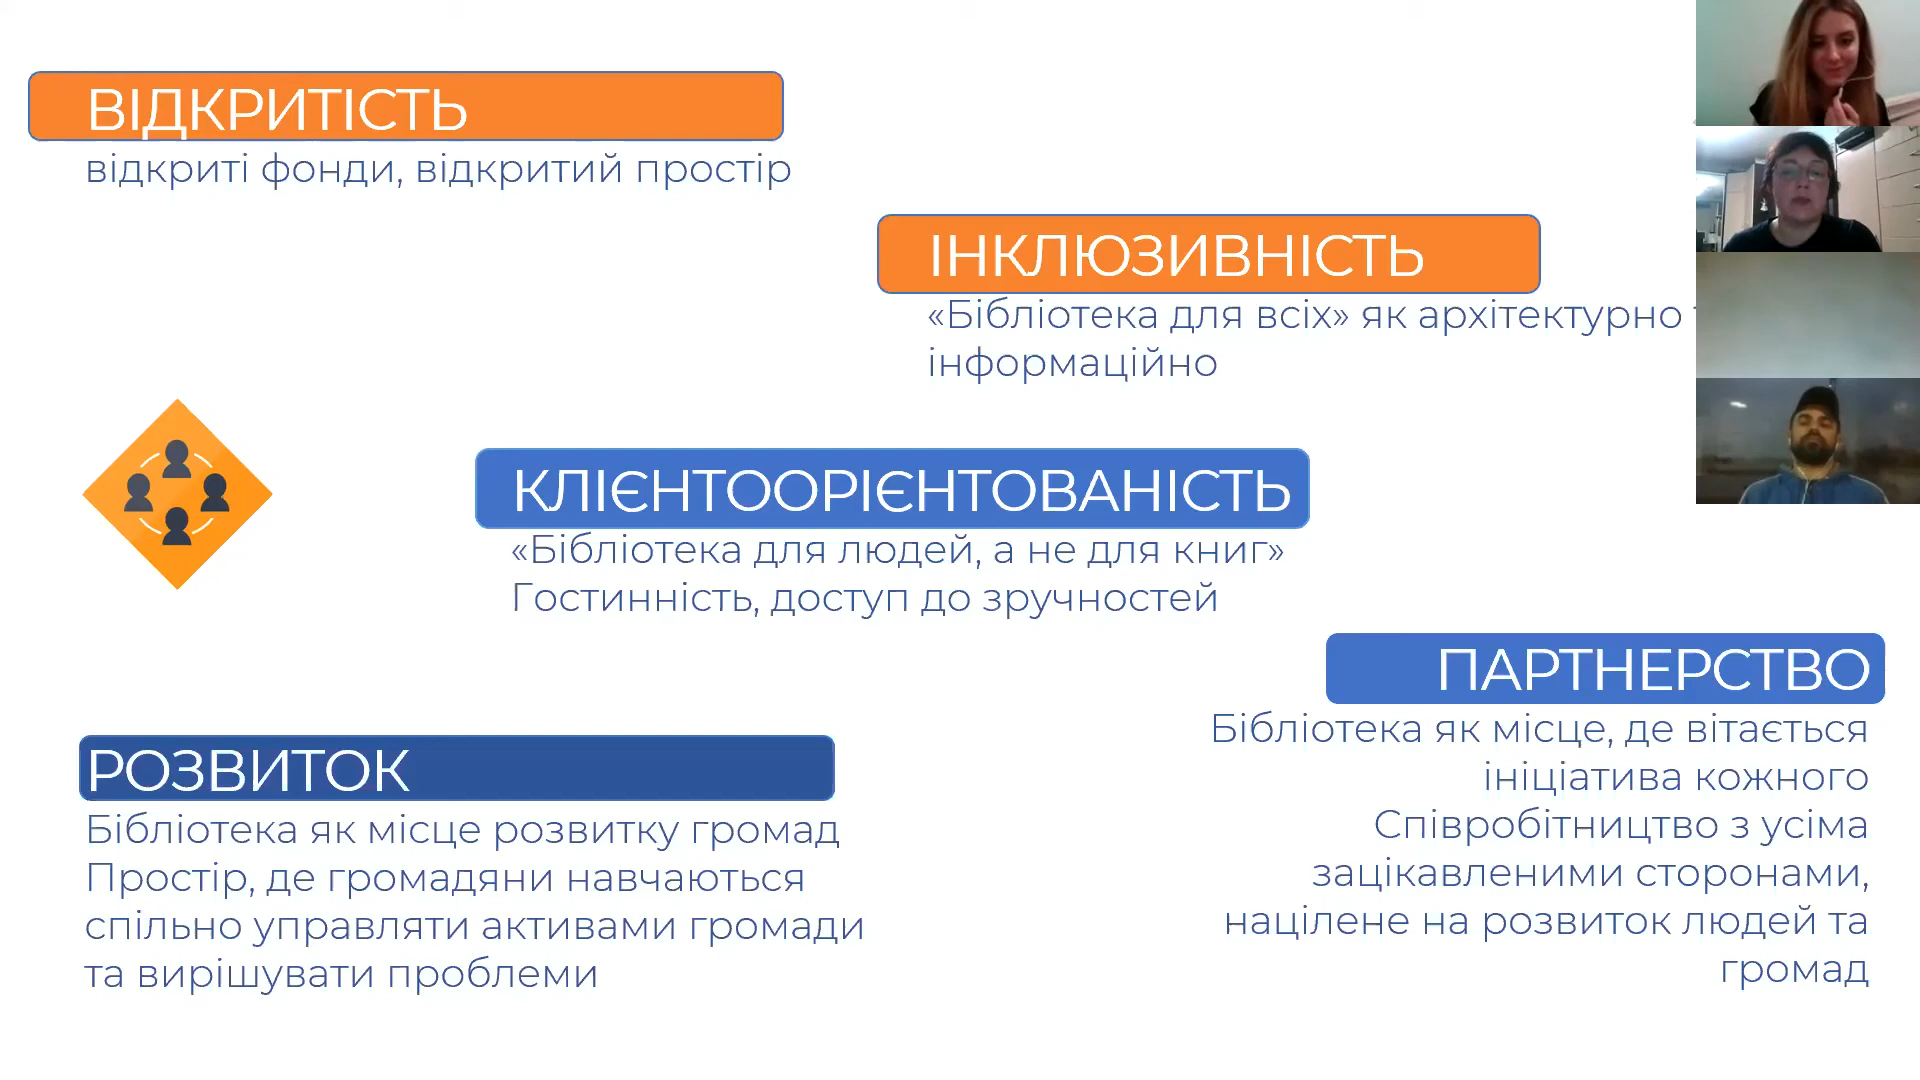 ВІДКРИТІСТЬ
відкриті фонди, відкритий простір
ІНКЛЮЗИВНІСТЬ
«Бібліотека для всіх» як архітектурно
інформаційно
КЛІЄНТООРІЄНТОВАНІСТЬ
«Бібліотека для людей, а не для книг»
Гостинність, доступ до зручностей
ПАРТНЕРСТВО
Бібліотека як місце, де вітається
ініціатива кожного
Співробітництво з усіма
зацікавленими сторонами,
націлене на розвиток людей та
громад
РОЗВИТОК
Бібліотека як місце розвитку громад
Простір, де громадяни навчаються
спільно управляти активами громади
та вирішувати проблеми